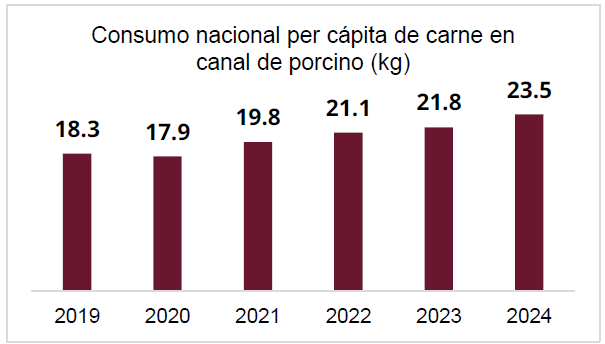 Consumo nacional per cápita de carne en
canal de porcino (kg)
18.3 17.9 19.8 21.1 21.8 23.5
2019 2020 2021 2022 2023 2024